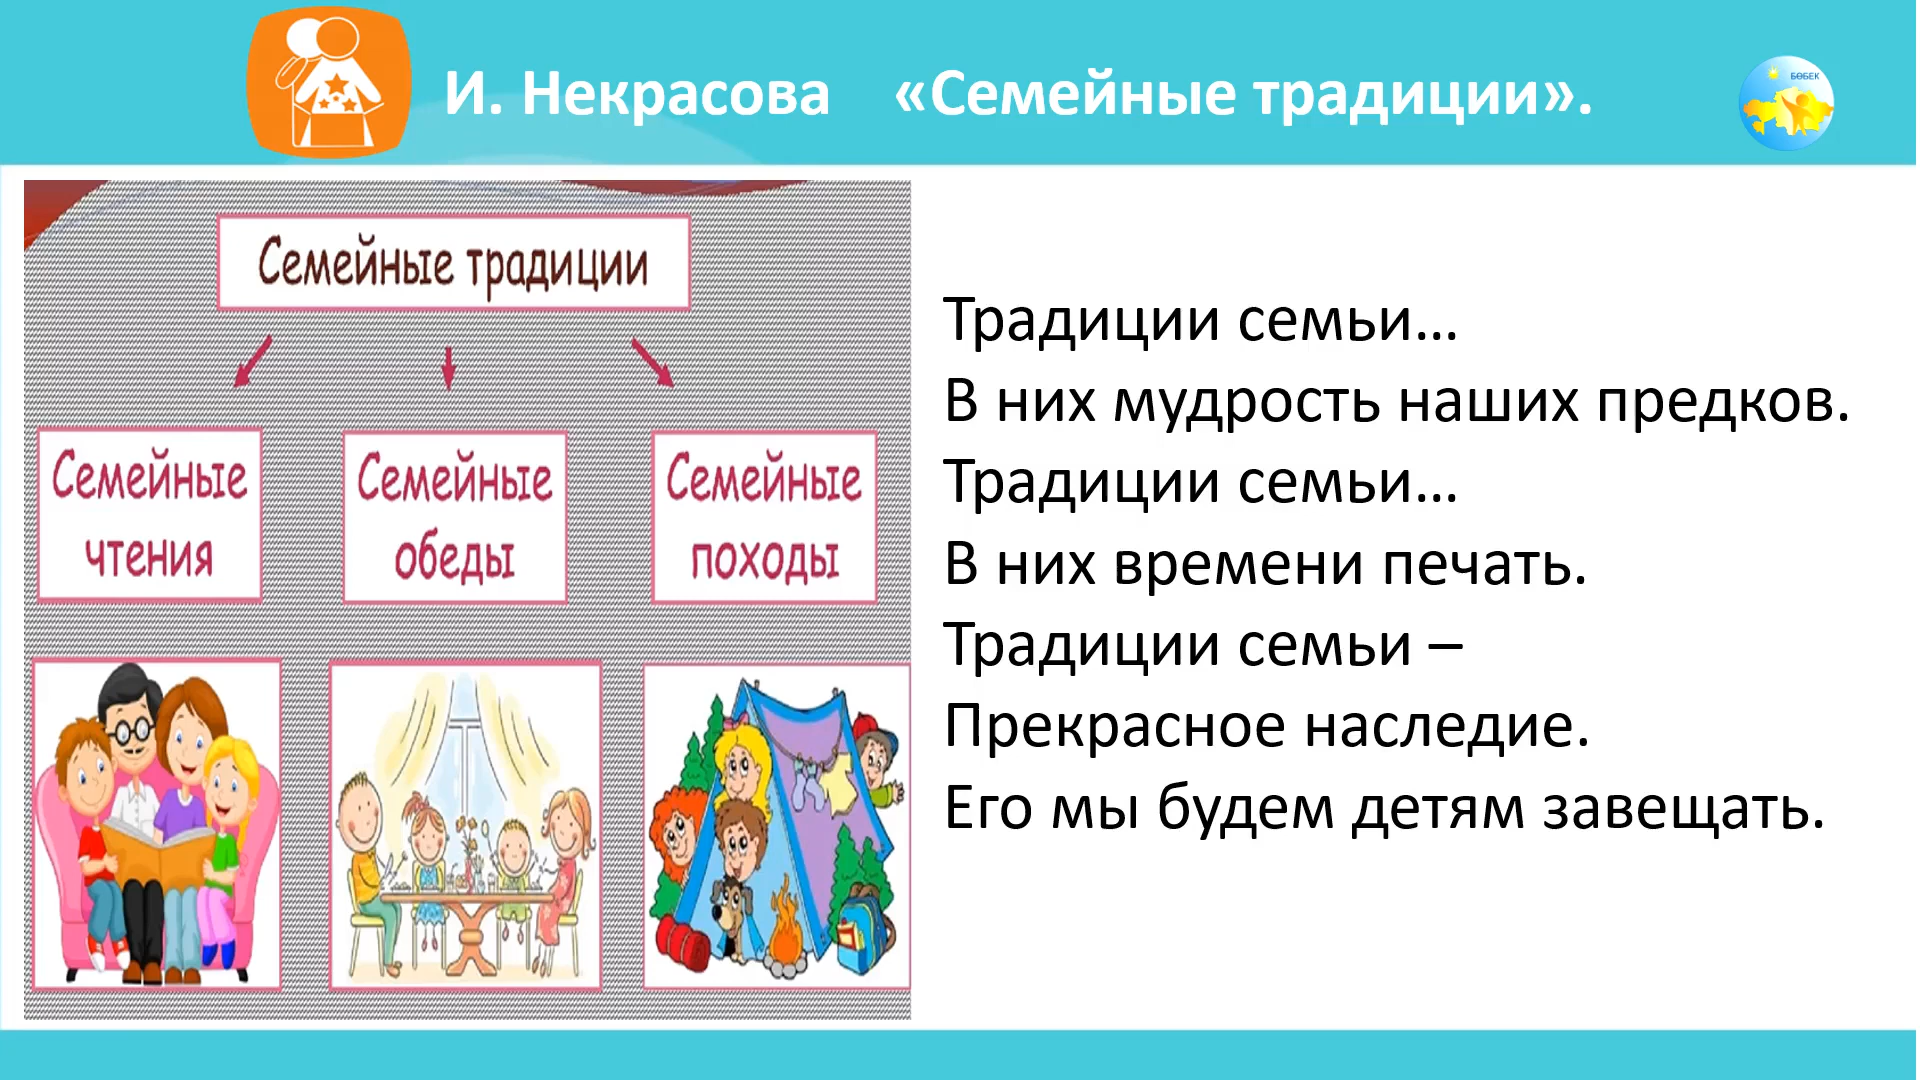 И. Некрасова «Семейные традиции».
БӨБЕК
Семейные традиции
Семейные
чтения
Семейные
обеды
Семейные
походы
Традиции семьи...
В них мудрость наших предков.
Традиции семьи...
В них времени печать.
Традиции семьи –
Прекрасное наследие.
Его мы будем детям завещать.